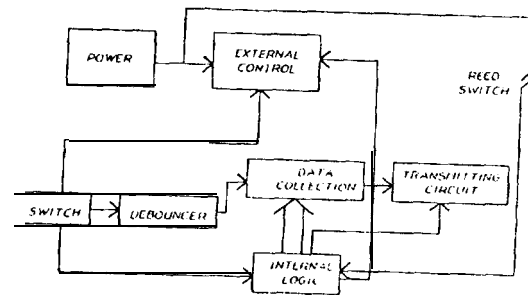 POWER
EXTERNAL
CONTROL
REED
SWITCH
DATA
COLLECTION
TRANSMITTING
CIRCUIT
SWITCH
DEBOUNCER
INTERNAL
LOGIC